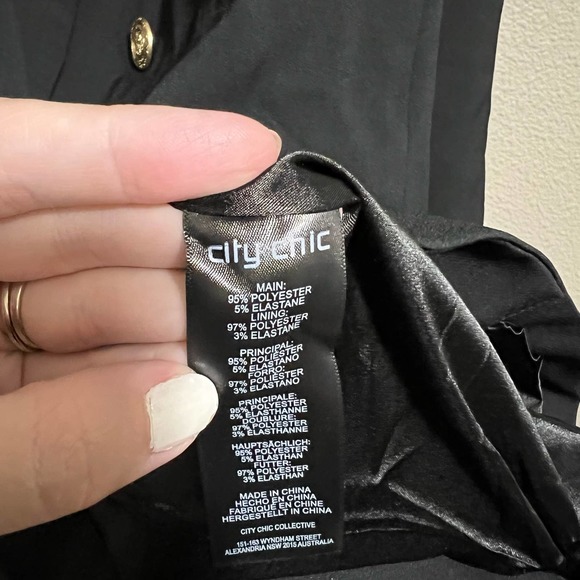 city chic
MAIN:
95% POLYESTER
5% ELASTANE
LINING:
97% POLYESTER
3% ELASTANE
PRINCIPAL:
95% POLIÉSTER
5% ELASTANO
FORRO:
97% POLIÉSTER
3% ELASTANO
PRINCIPALE:
95% POLYESTER
5% ELASTHANNE
DOUBLURE:
97% POLYESTER
3% ELASTHANNE
HAUPTSÄCHLICH:
95% POLYESTER
5% ELASTHAN
FUTTER:
97% POLYESTER
3% ELASTHAN
MADE IN CHINA
HECHO EN CHINA
FABRIQUÉ EN CHINE
HERGESTELLT IN CHINA
CITY CHIC COLLECTIVE
151-163 WYNDHAM STREET
ALEXANDRIA NSW 2015 AUSTRALIA